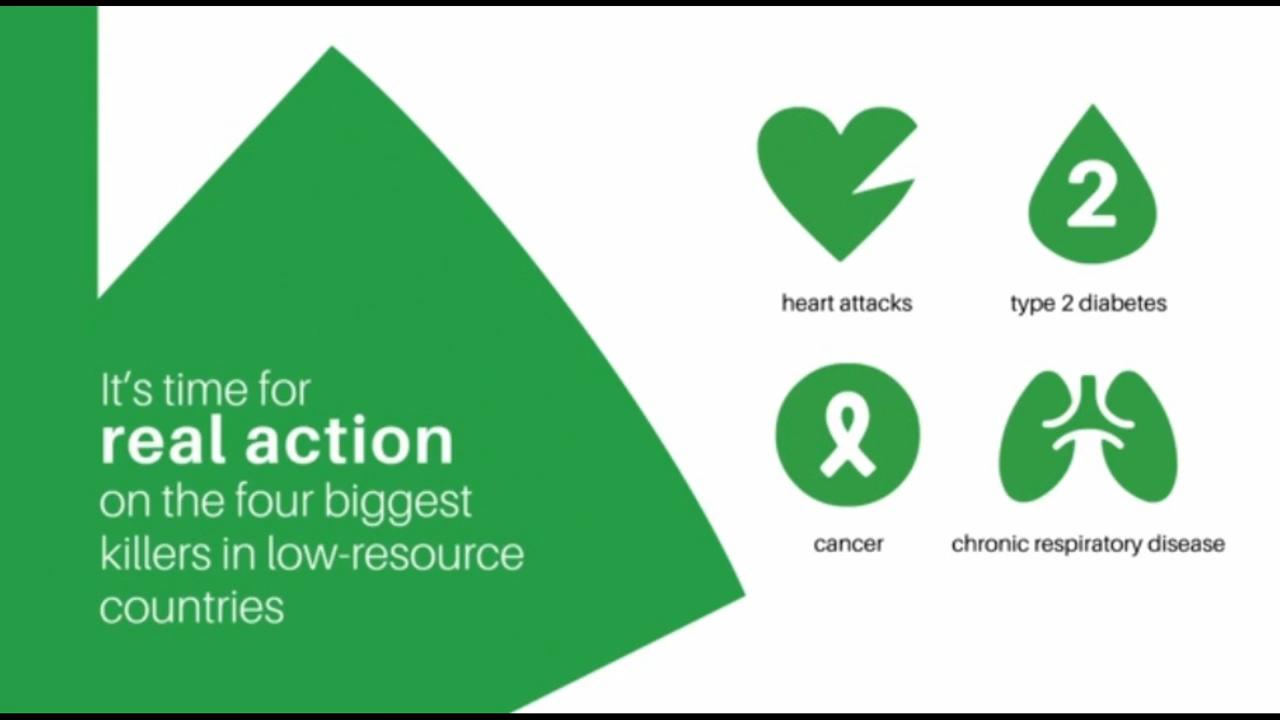 It's time for
real action
on the four biggest
killers in low-resource
countries
2
heart attacks
type 2 diabetes
cancer
chronic respiratory disease